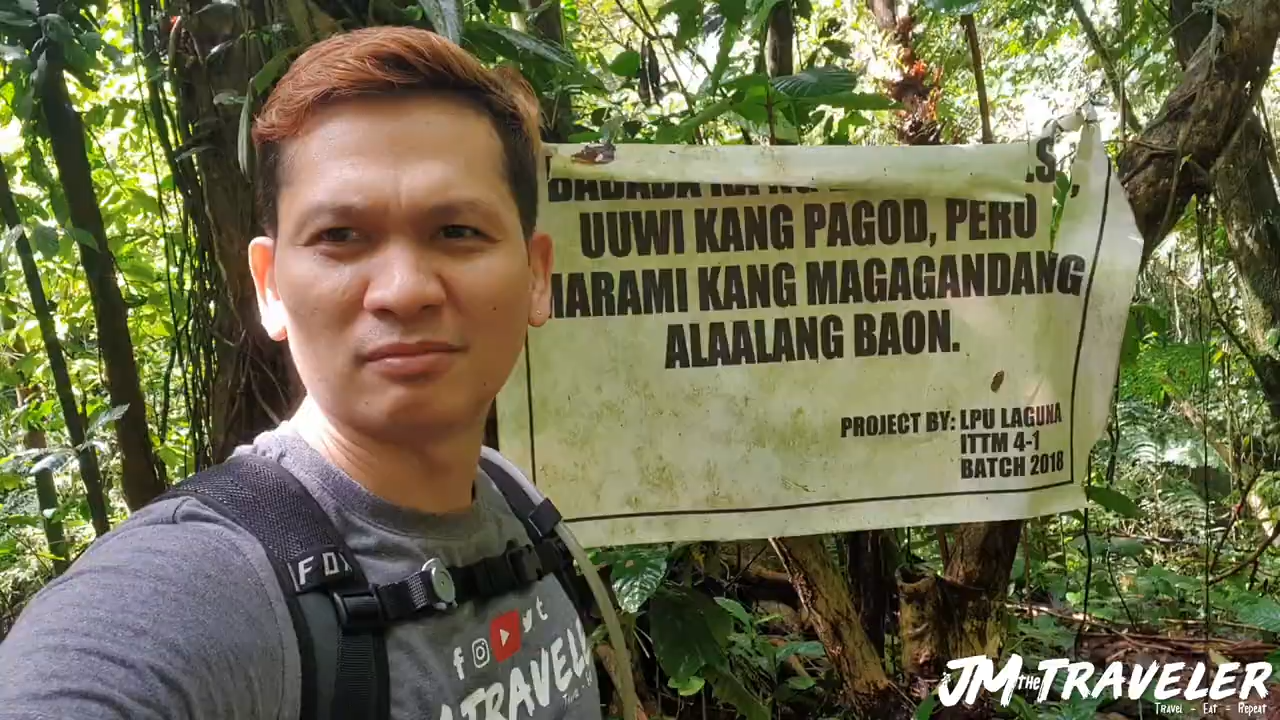 UUWI KANG PAGOD, PERO
MARAMI KANG MAGAGANDANG
ALAALANG BAON.
PROJECT BY: LPU LAGUNA
ITTM 4-1
BATCH 2018
FOX
f t
TRAVEL
JM THE TRAVELER
Travel - Eat - Repeat